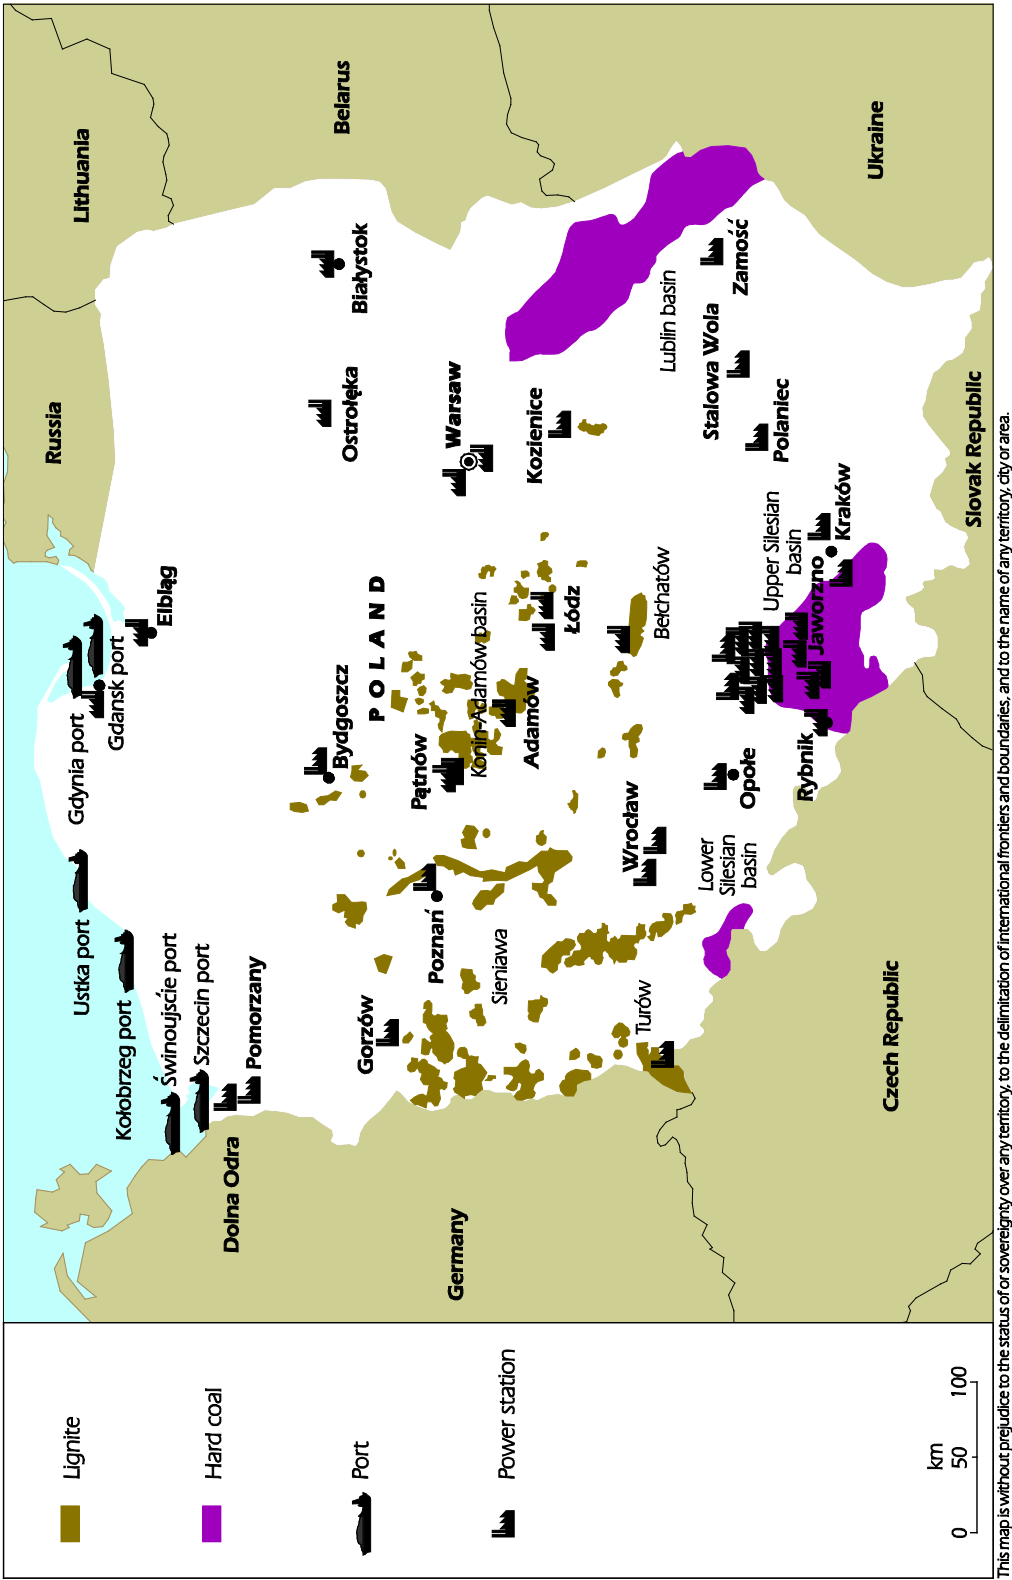 Lithuania
Belarus
Ukraine
Russia
Slovak Republic
Czech Republic
Germany
P O L A N D
Białystok
Ostrołęka
Warsaw
Kozienice
Lublin basin
Zamość
Stalowa Wola
Polaniec
Kraków
Upper Silesian
basin
Jaworzno
Rybnik
Opołe
Elbląg
Gdańsk port
Gdynia port
Ustka port
Kołobrzeg port
Świnoujście port
Szczecin port
Pomorzany
Dolna Odra
Bydgoszcz
Pątnów
Konin-Adamów basin
Adamów
Łódz
Bełchatów
Wrocław
Lower
Silesian
basin
Poznań
Sieniawa
Gorzów
Turów
Lignite
Hard coal
Port
Power station
km
0 50 100
This map is without prejudice to the status of or sovereignty over any territory, to the delimitation of international frontiers and boundaries, and to the name of any territory, city or area.